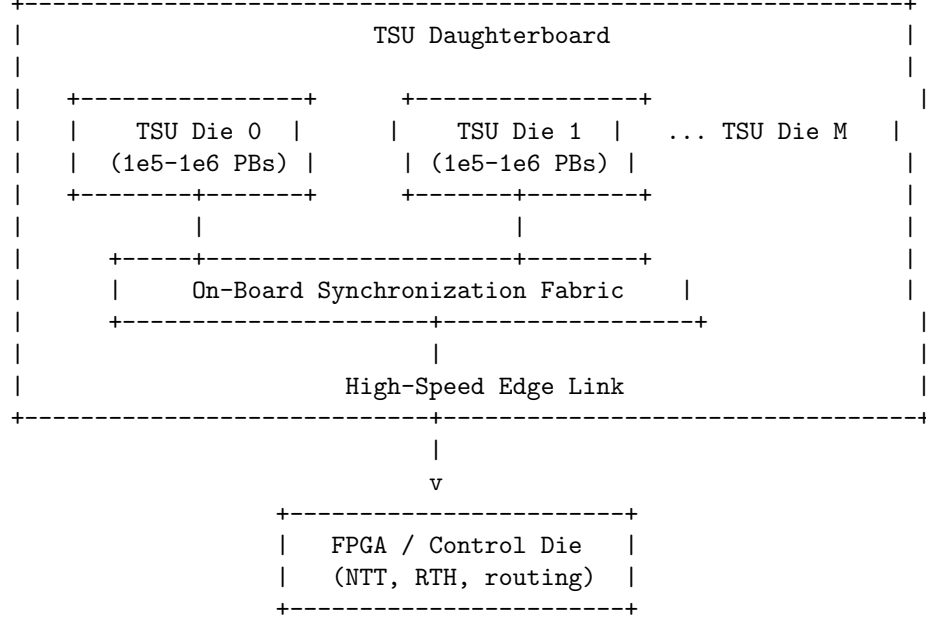 TSU Daughterboard
TSU Die 0 TSU Die 1 ... TSU Die M
(1e5-1e6 PBs) (1e5-1e6 PBs)
On-Board Synchronization Fabric
High-Speed Edge Link
v
FPGA / Control Die
(NTT, RTH, routing)